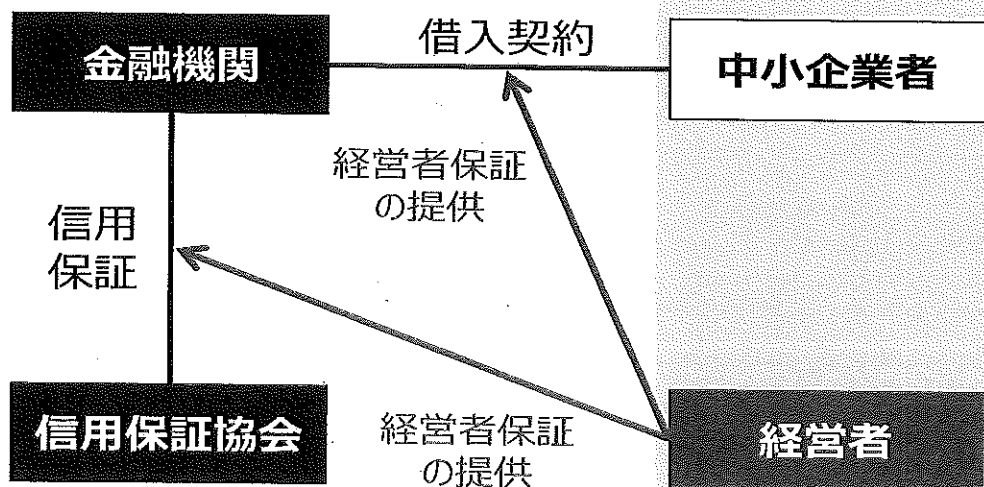 借入契約
金融機関
中小企業者
経営者保証
の提供
信用
保証
信用保証協会
経営者保証
の提供
経営者